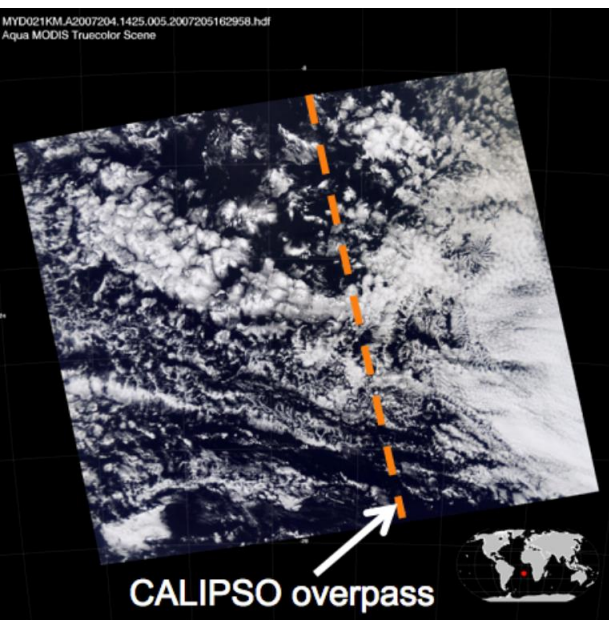 MYD021KM.A2007204.1425.005.2007205162958.hdf
Aqua MODIS Truecolor Scene
CALIPSO overpass